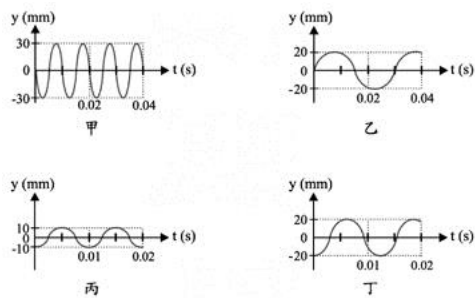 y (mm)
30
0
-30
0.02
0.04
t (s)
甲
y (mm)
20
0
-20
0.02
0.04
t (s)
乙
y (mm)
10
0
-10
0.01
0.02
t (s)
丙
y (mm)
20
0
-20
0.01
0.02
t (s)
丁